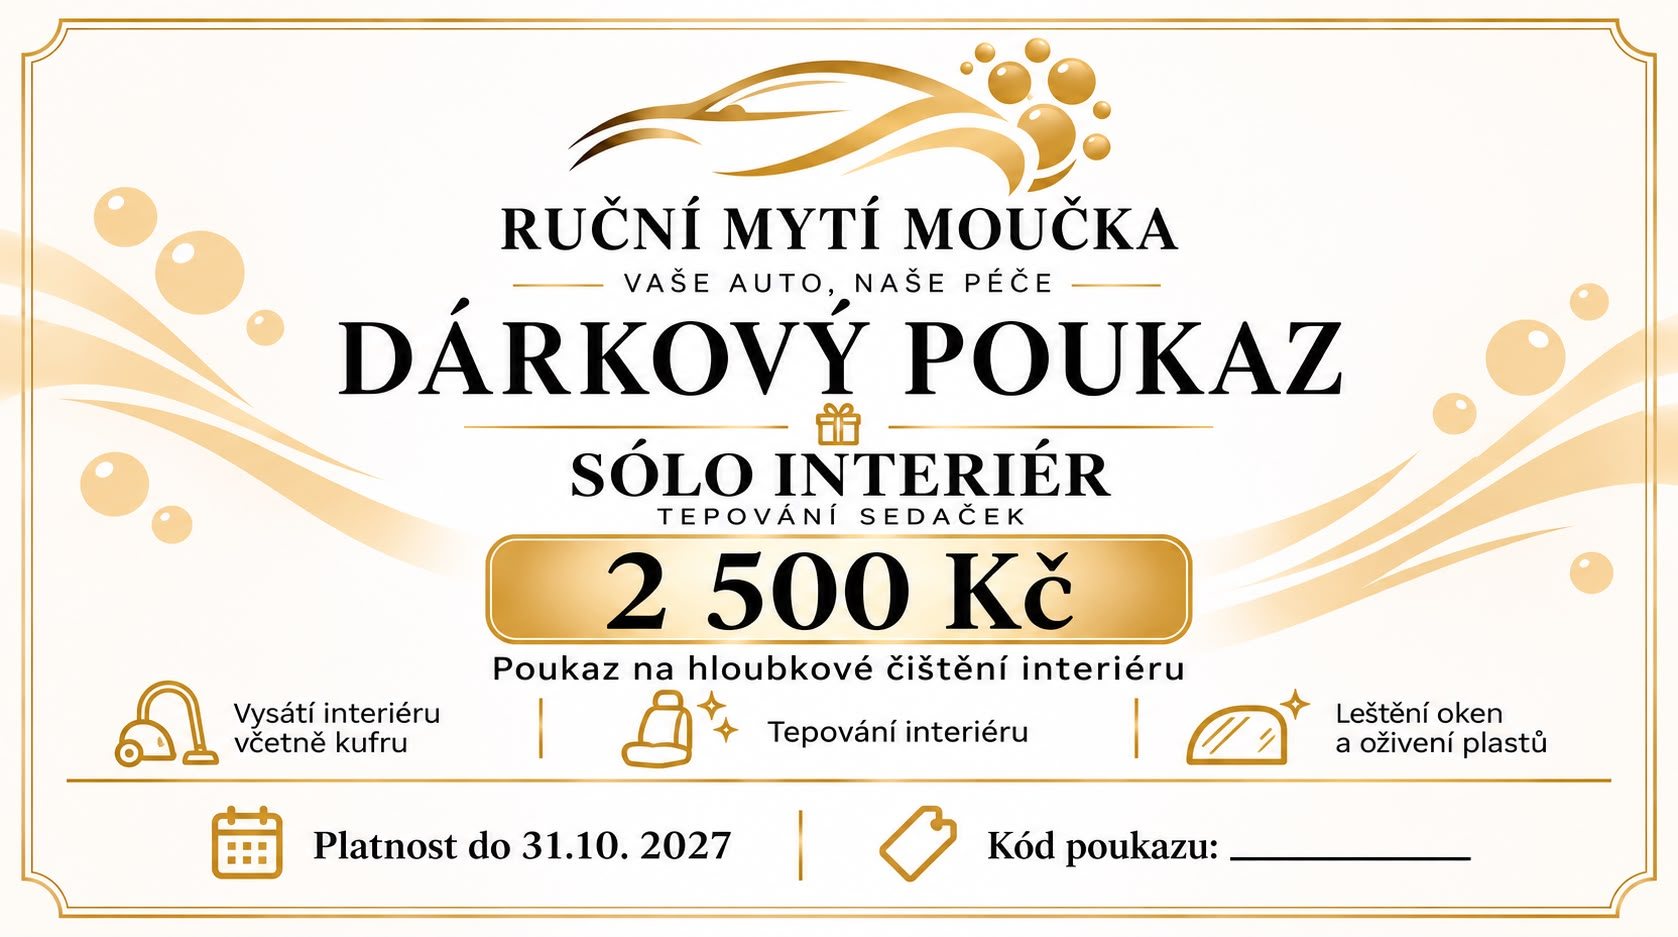 RUČNÍ MYTÍ MOUČKA
VAŠE AUTO, NAŠE PÉČE
DÁRKOVÝ POUKAZ
SÓLO INTERIÉR
TEPOVÁNÍ SEDAČEK
2 500 Kč
Poukaz na hloubkové čištění interiéru
Vysátí interiéru
včetně kufru
Tepování interiéru
Leštění oken
a oživení plastů
Platnost do 31.10. 2027
Kód poukazu: